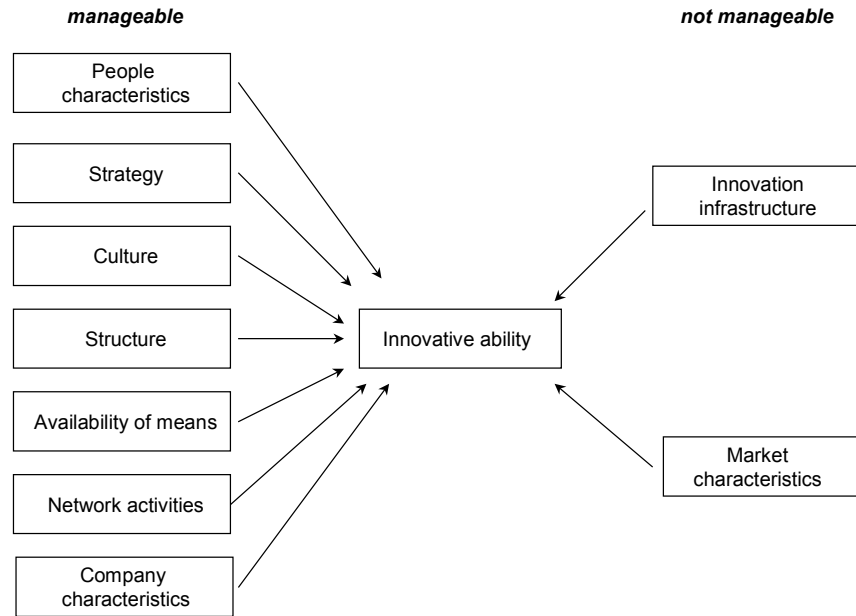 manageable
not manageable
People
characteristics
Strategy
Culture
Structure
Availability of means
Network activities
Company
characteristics
Innovative ability
Innovation
infrastructure
Market
characteristics